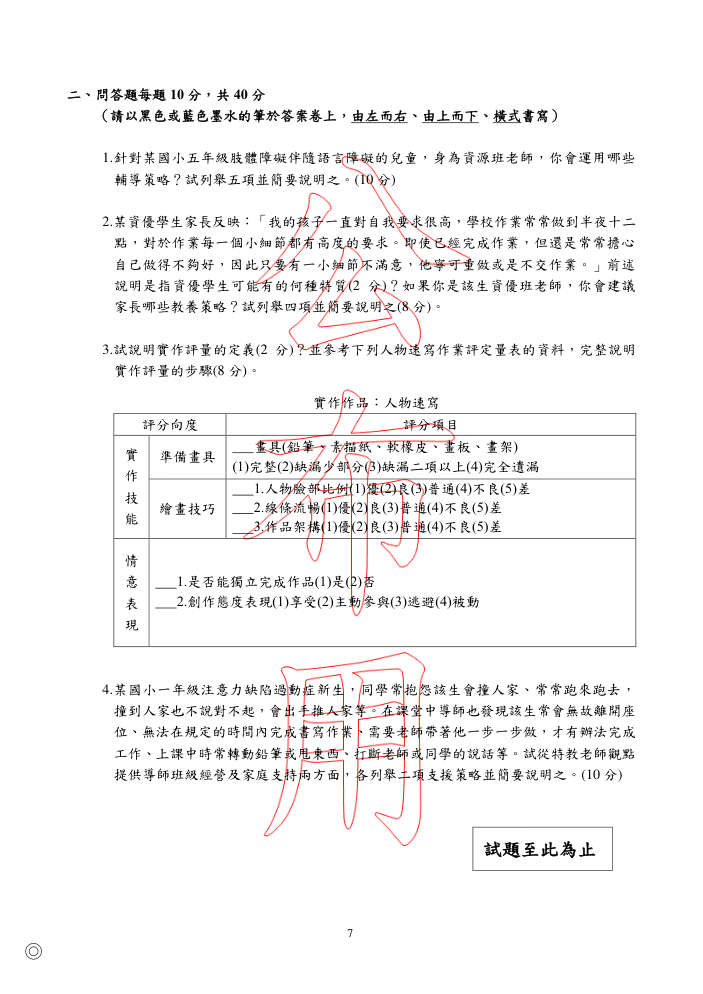 二、問答題每題 10 分，共 40 分
（請以黑色或藍色墨水的筆於答案卷上，由左而右、由上而下、橫式書寫）
1.針對某國小五年級肢體障礙伴隨語言障礙的兒童，身為資源班老師，你會運用哪些
輔導策略？試列舉五項並簡要說明之。(10 分)
2.某資優學生家長反映：「我的孩子一直對自我要求很高，學校作業常常做到半夜十二
點，對於作業每一個小細節都有高度的要求。即使已經完成作業，但還是常常擔心
自己做得不夠好，因此只要有一小細節不滿意，他寧可重做或是不交作業。」前述
說明是指資優學生可能有的何種特質(2 分)？如果你是該生資優班老師，你會建議
家長哪些教養策略？試列舉四項並簡要說明之(8 分)。
3.試說明實作評量的定義(2 分)？並參考下列人物速寫作業評定量表的資料，完整說明
實作評量的步驟(8 分)。
實作作品：人物速寫
評分向度 評分項目
實作技能
準備畫具
___畫具(鉛筆、素描紙、軟橡皮、畫板、畫架)
(1)完整(2)缺漏少部分(3)缺漏二項以上(4)完全遺漏
繪畫技巧
___1.人物臉部比例(1)優(2)良(3)普通(4)不良(5)差
___2.線條流暢(1)優(2)良(3)普通(4)不良(5)差
___3.作品架構(1)優(2)良(3)普通(4)不良(5)差
情意表現
___1.是否能獨立完成作品(1)是(2)否
___2.創作態度表現(1)享受(2)主動參與(3)逃避(4)被動
4.某國小一年級注意力缺陷過動症新生，同學常抱怨該生會撞人家、常常跑來跑去，
撞到人家也不說對不起，會出手推人家等。在課堂中導師也發現該生常會無故離開座
位、無法在規定的時間內完成書寫作業、需要老師帶著他一步一步做，才有辦法完成
工作、上課中時常轉動鉛筆或甩東西、打斷老師或同學的說話等。試從特教老師觀點
提供導師班級經營及家庭支持兩方面，各列舉二項支援策略並簡要說明之。(10 分)
試題至此為止
7
公布用